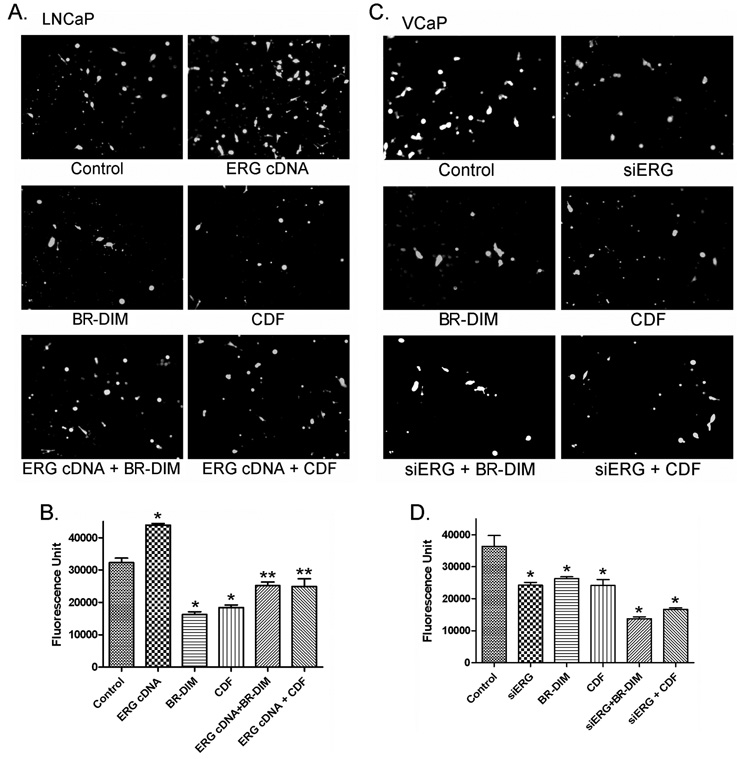 A. LNCaP
Control
ERG cDNA
BR-DIM
CDF
ERG cDNA + BR-DIM
ERG cDNA + CDF
B.
Fluorescence Unit
40000
30000
20000
10000
0
*
*
*
**
**
Control
ERG cDNA
BR-DIM
CDF
ERG cDNA+BR-DIM
ERG cDNA + CDF
C. VCaP
Control
siERG
BR-DIM
CDF
siERG + BR-DIM
siERG + CDF
D.
Fluorescence Unit
40000
30000
20000
10000
0
*
*
*
*
*
Control
siERG
BR-DIM
CDF
siERG+BR-DIM
siERG + CDF